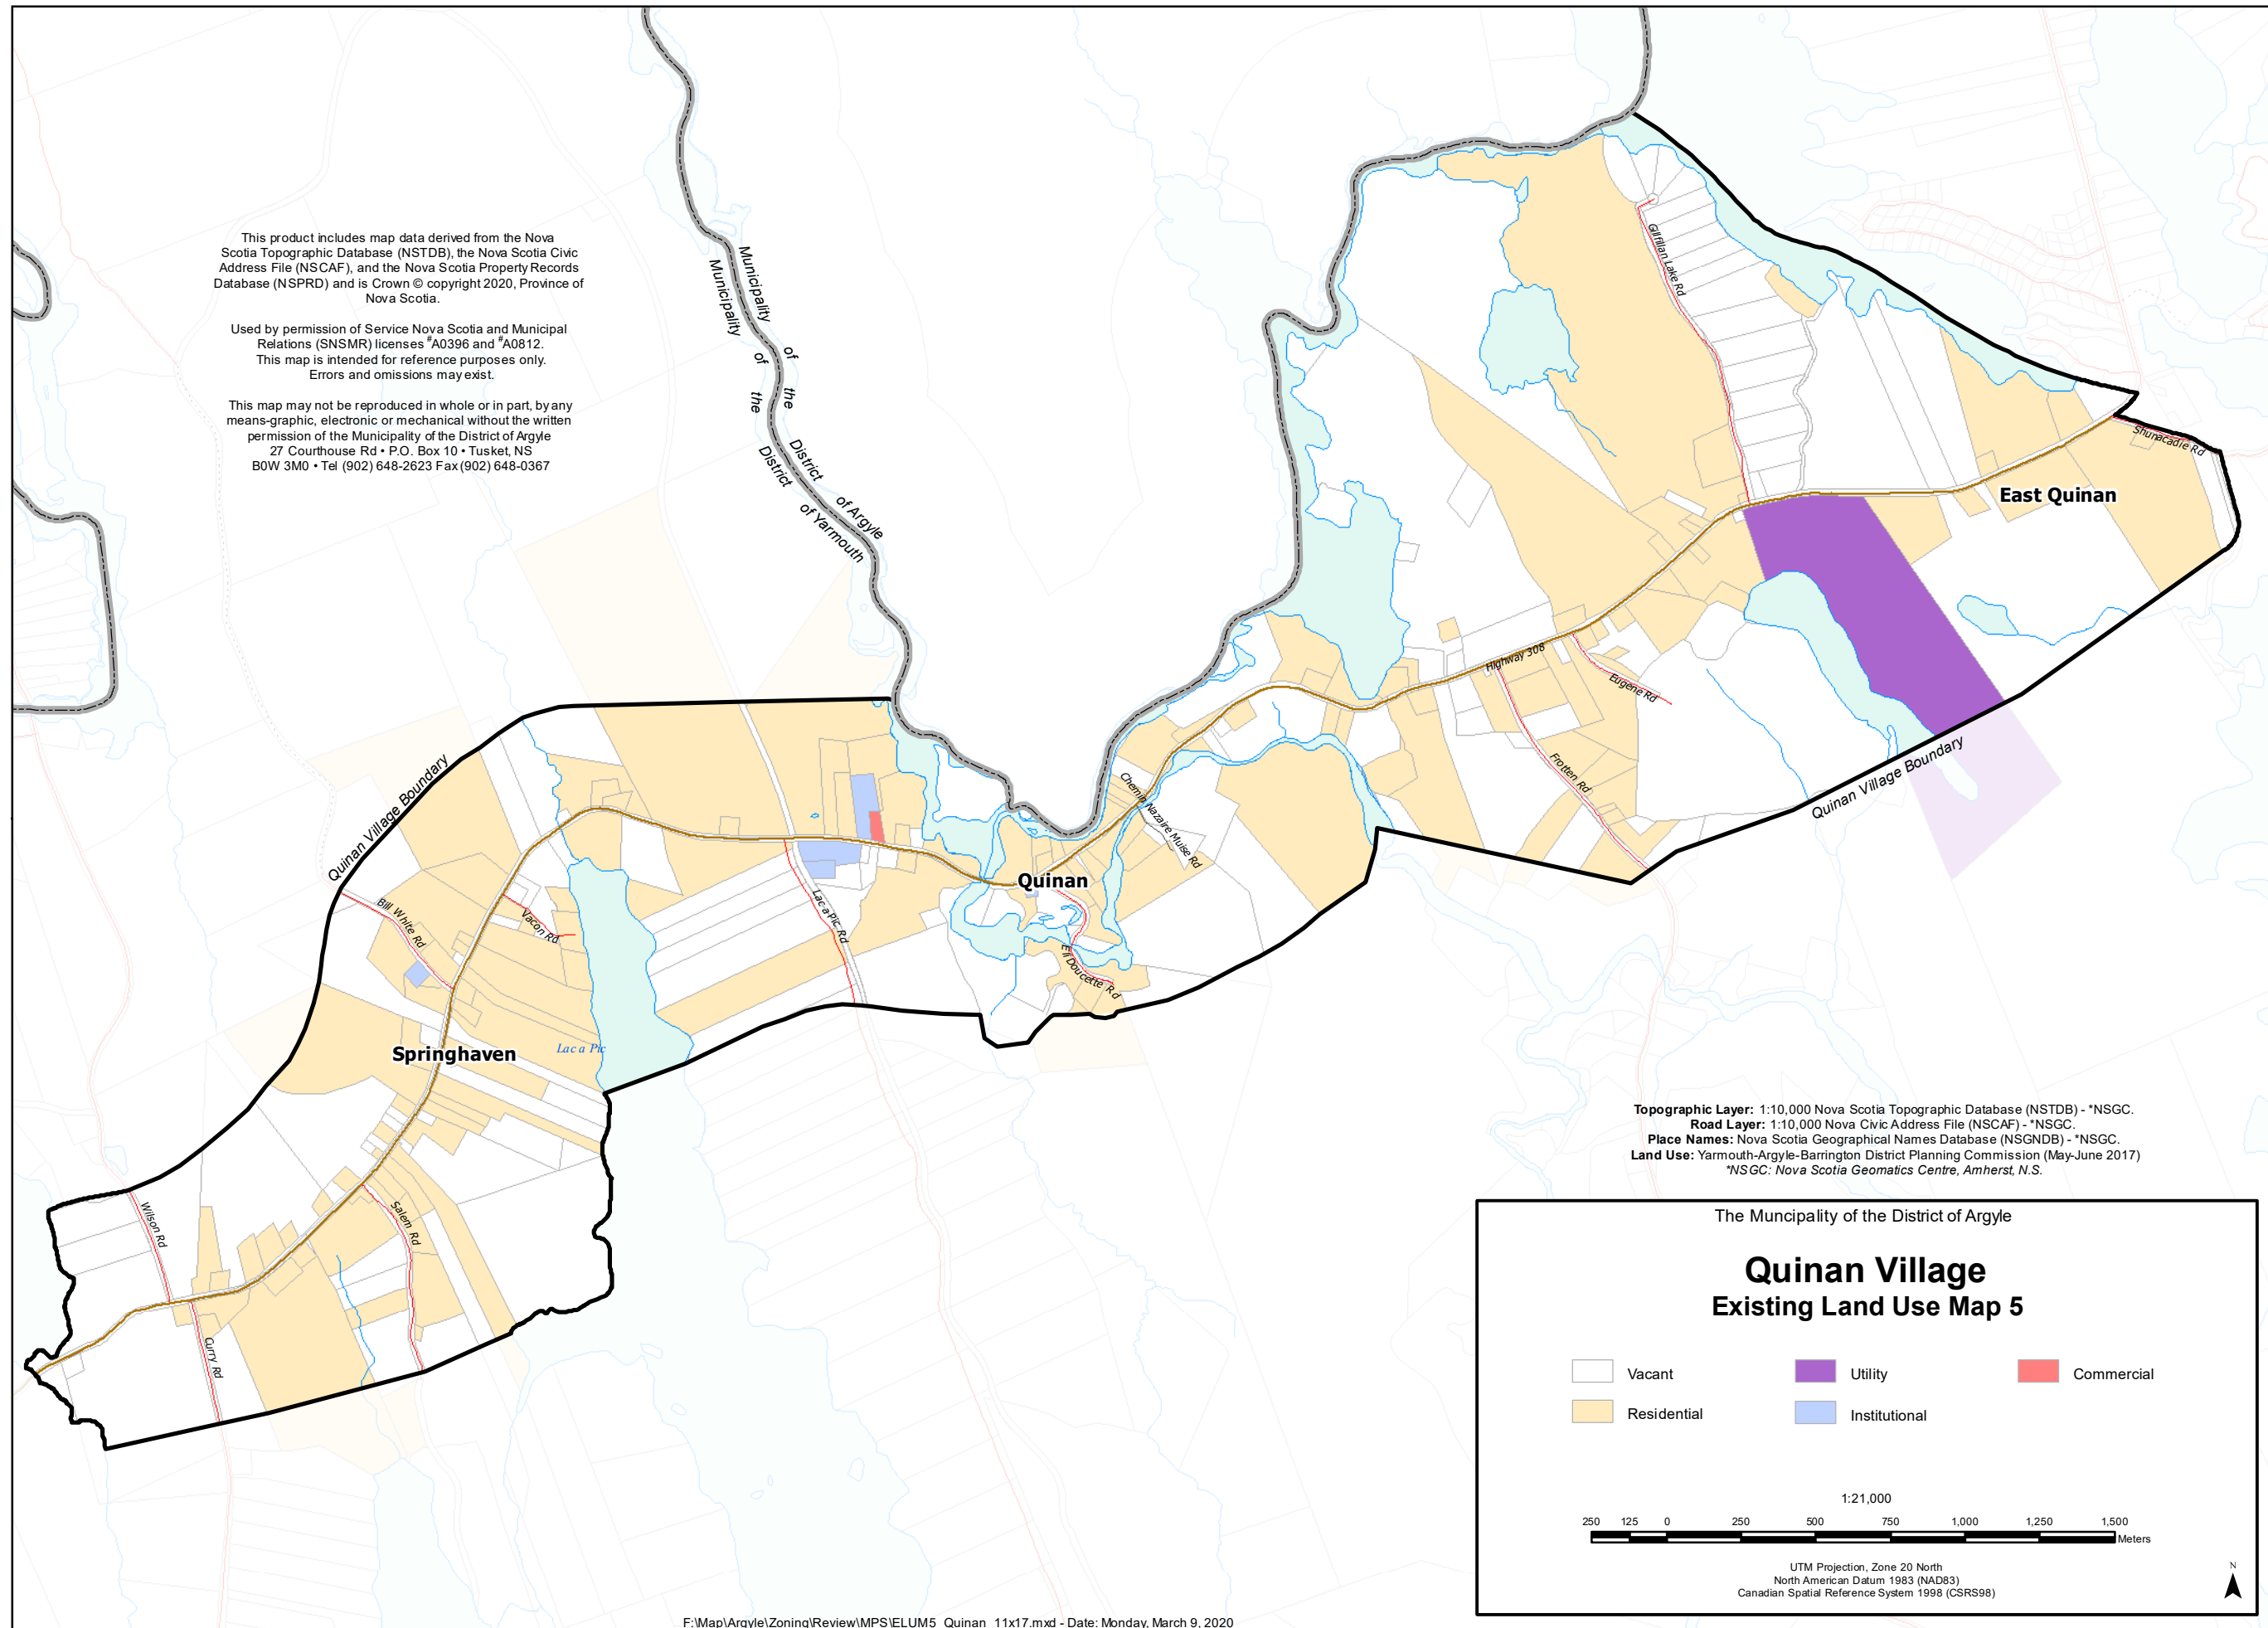 This product includes map data derived from the Nova
Scotia Topographic Database (NSTDB), the Nova Scotia Civic
Address File (NSCAF), and the Nova Scotia Property Records
Database (NSPRD) and is Crown © copyright 2020, Province of
Nova Scotia.
Used by permission of Service Nova Scotia and Municipal
Relations (SNSMR) licenses #A0396 and #A0812.
This map is intended for reference purposes only.
Errors and omissions may exist.
This map may not be reproduced in whole or in part, by any
means-graphic, electronic or mechanical without the written
permission of the Municipality of the District of Argyle
27 Courthouse Rd • P.O. Box 10 • Tusket, NS
B0W 3M0 • Tel (902) 648-2623 Fax (902) 648-0367
Municipality of the District of Argyle
Municipality of the District of Yarmouth
Gilfillan Lake Rd
Shunacadie Rd
East Quinan
Highway 308
Eugene Rd
Frotten Rd
Quinan Village Boundary
Chemin Nazaire Muise Rd
Quinan
Eli Doucette Rd
Lac a Pic Rd
Quinan Village Boundary
Bill White Rd
Vacon Rd
Springhaven
Lac a Pic
Wilson Rd
Salem Rd
Curry Rd
Topographic Layer: 1:10,000 Nova Scotia Topographic Database (NSTDB) - *NSGC.
Road Layer: 1:10,000 Nova Civic Address File (NSCAF) - *NSGC.
Place Names: Nova Scotia Geographical Names Database (NSGNDB) - *NSGC.
Land Use: Yarmouth-Argyle-Barrington District Planning Commission (May-June 2017)
*NSGC: Nova Scotia Geomatics Centre, Amherst, N.S.
The Muncipality of the District of Argyle
Quinan Village
Existing Land Use Map 5
Vacant
Utility
Commercial
Residential
Institutional
1:21,000
250 125 0 250 500 750 1,000 1,250 1,500
Meters
UTM Projection, Zone 20 North
North American Datum 1983 (NAD83)
Canadian Spatial Reference System 1998 (CSRS98)
N
F:\Map\Argyle\Zoning\Review\MPS\ELUM5_Quinan_11x17.mxd - Date: Monday, March 9, 2020